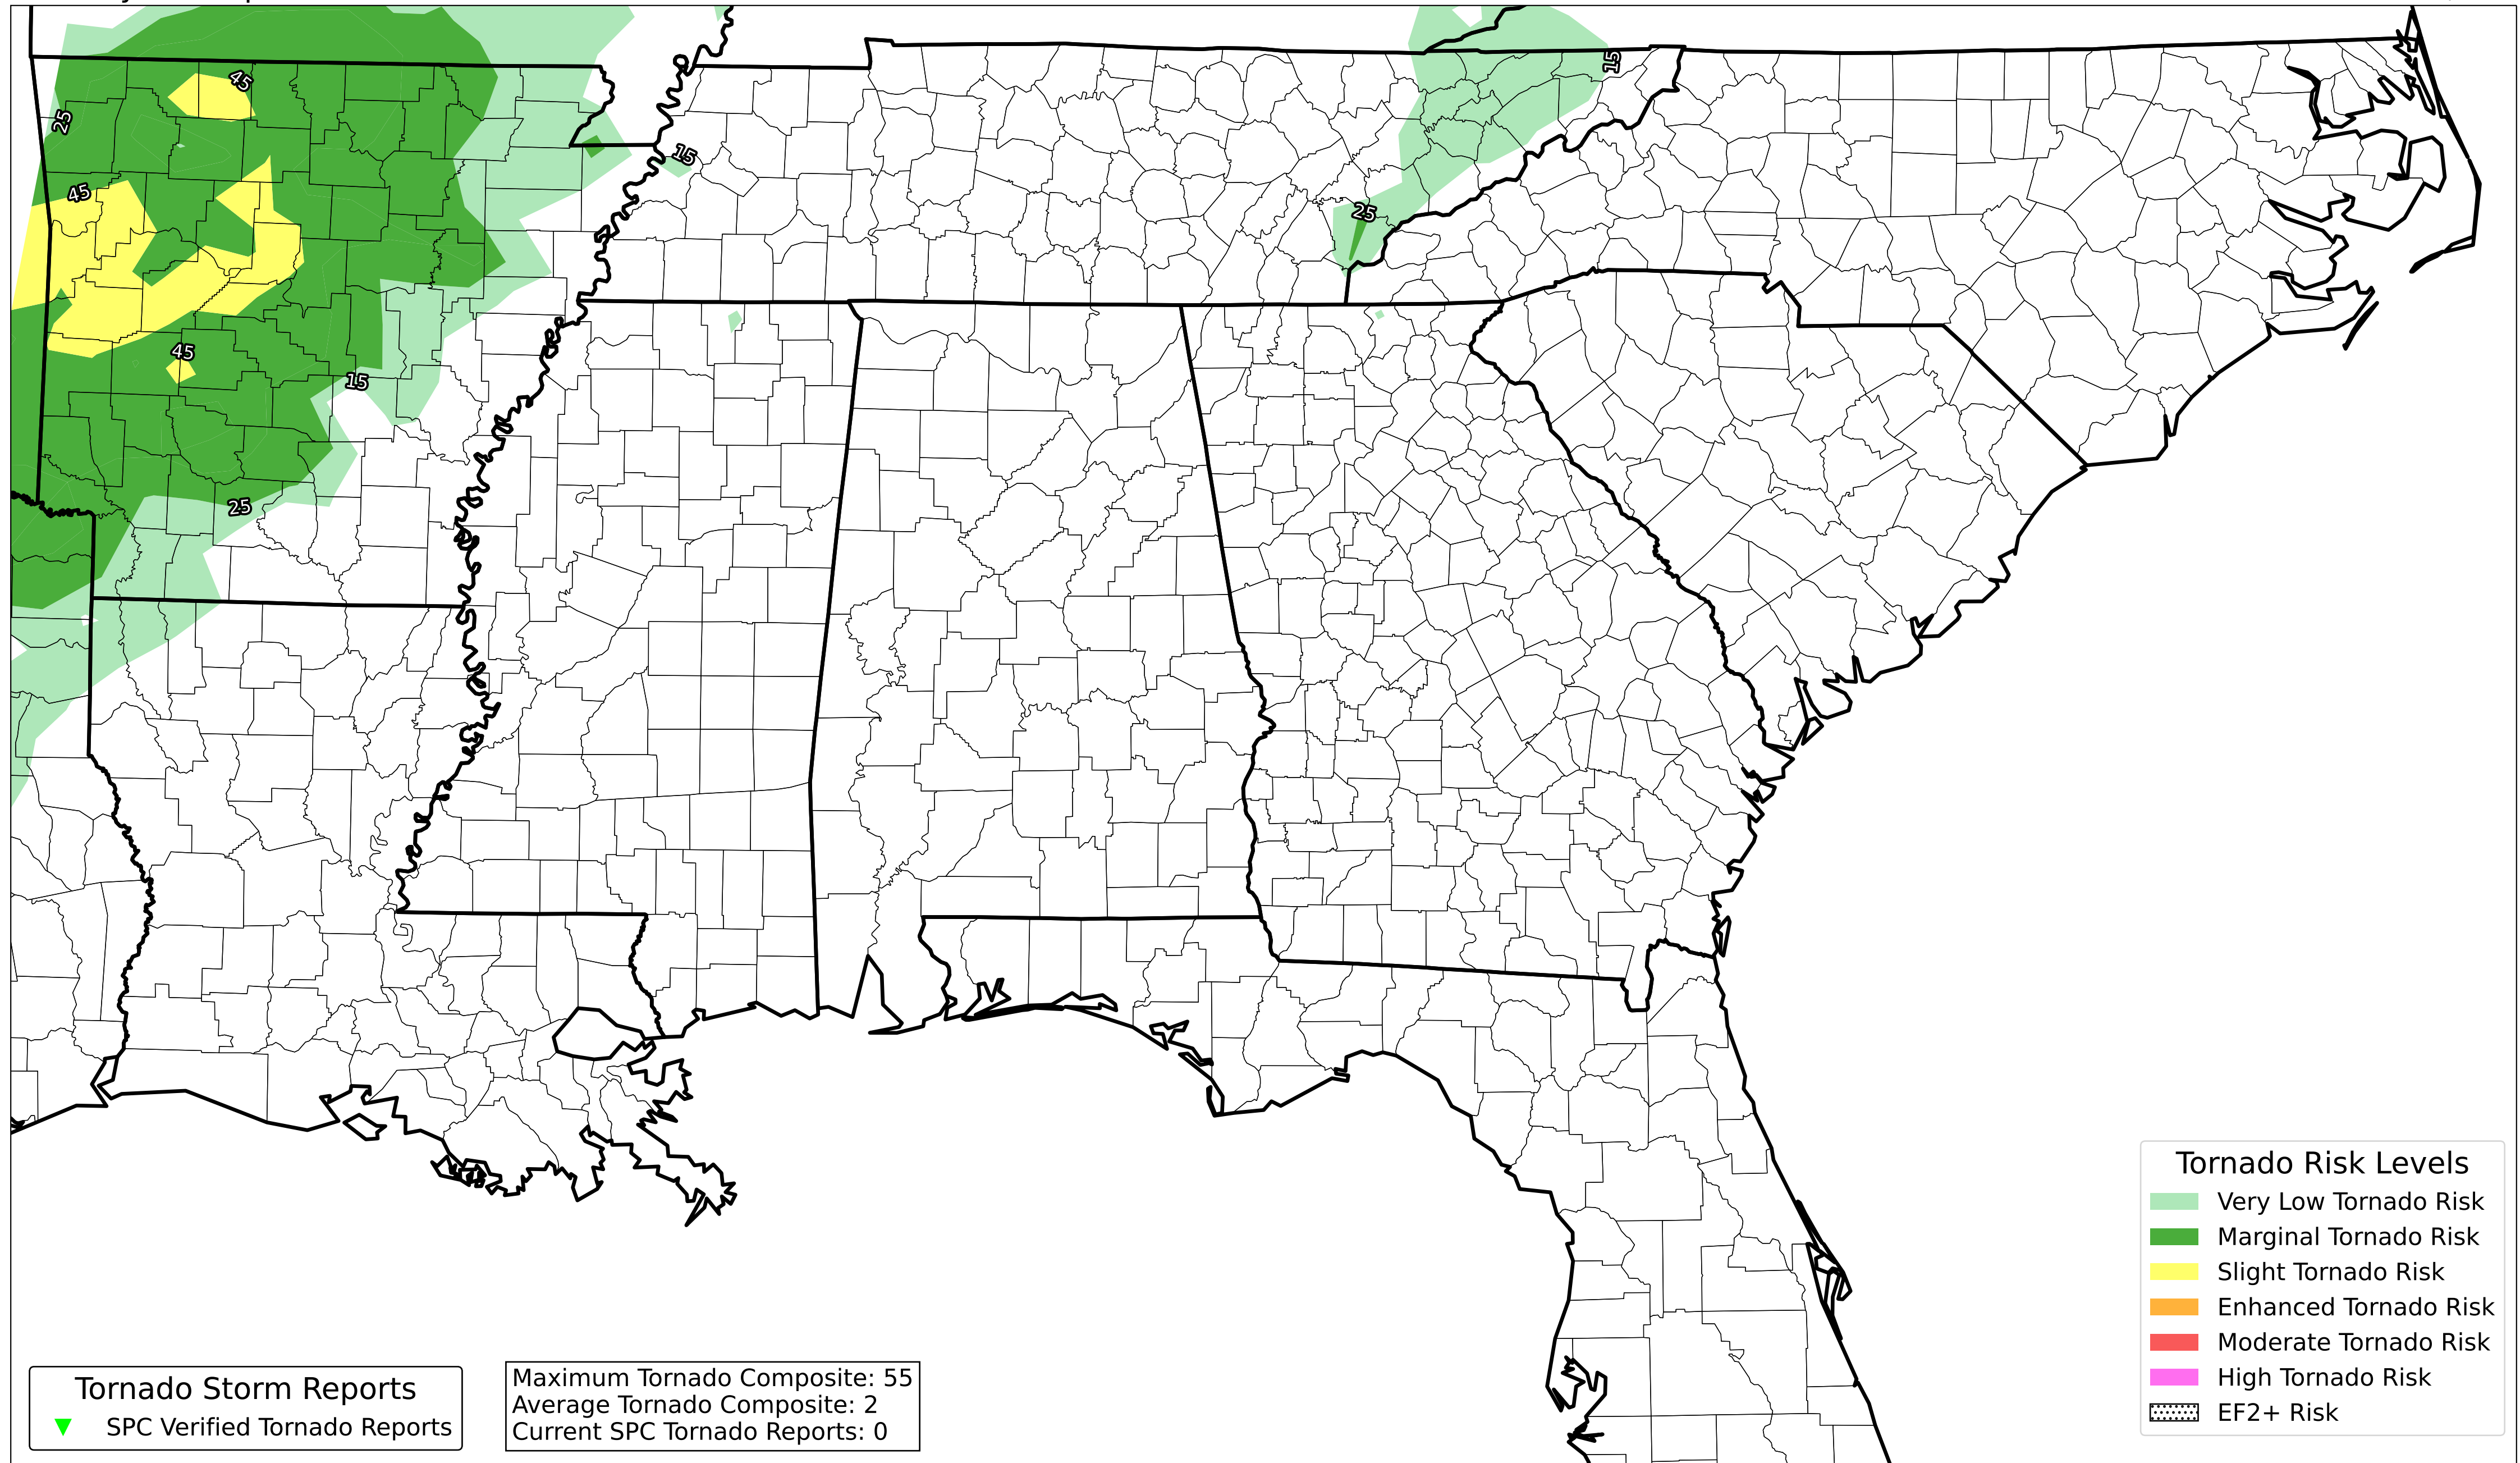 15
45
25
15
45
25
45
15
25
Tornado Risk Levels
Very Low Tornado Risk
Marginal Tornado Risk
Slight Tornado Risk
Enhanced Tornado Risk
Moderate Tornado Risk
High Tornado Risk
EF2+ Risk
Tornado Storm Reports
SPC Verified Tornado Reports
Maximum Tornado Composite: 55
Average Tornado Composite: 2
Current SPC Tornado Reports: 0